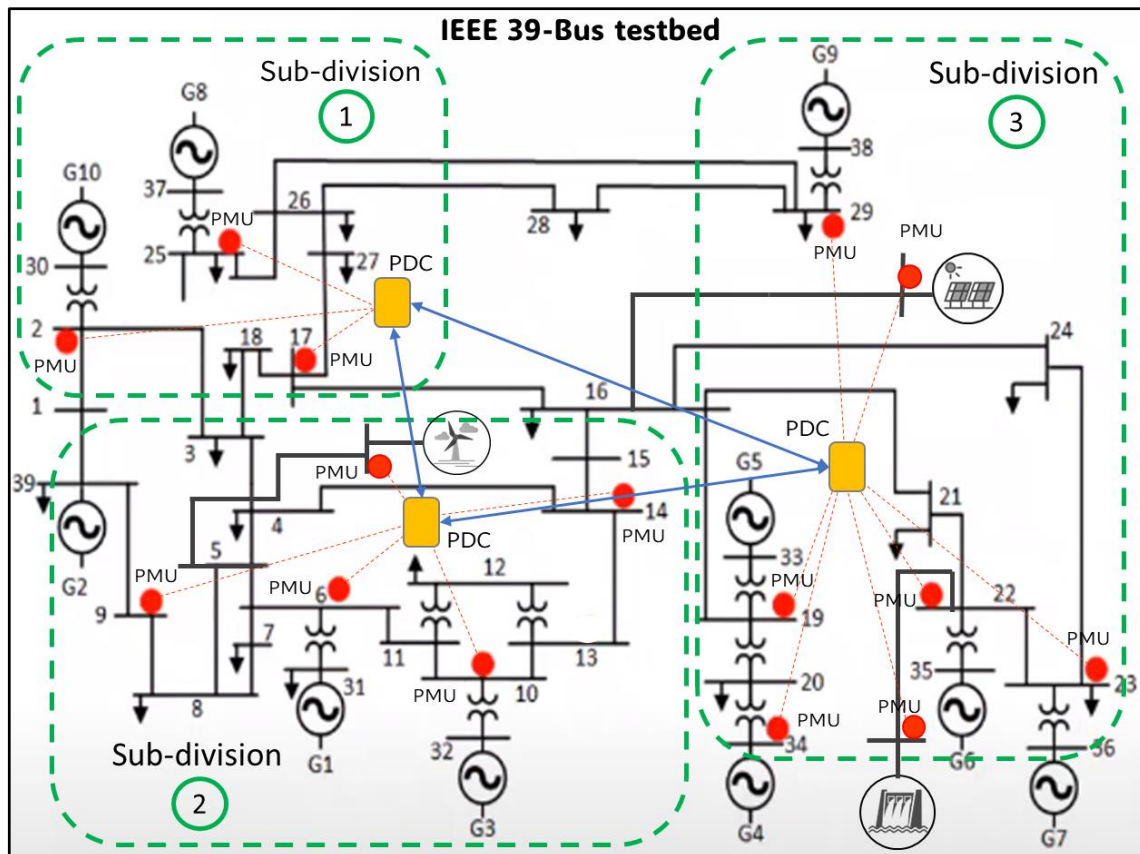 IEEE 39-Bus testbed
Sub-division
1
Sub-division
3
G9
G8
G10
38
37
26
PMU
28
29
PMU
PMU
25
27
PDC
30
2
18
17
PMU
PMU
24
16
1
3
PMU
15
PDC
G5
39
4
14
21
PDC
PMU
5
12
33
G2
PMU
PMU
6
PMU
PMU
22
9
19
7
11
13
PMU
31
10
PMU
20
35
23
8
PMU
PMU
Sub-division
2
G1
32
34
G6
36
G3
G4
G7